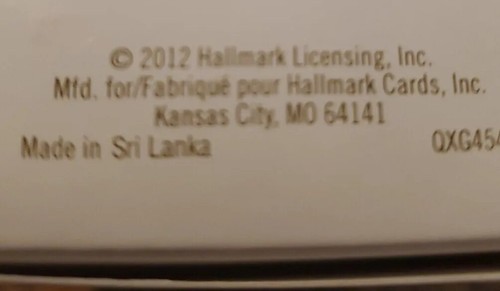 © 2012 Hallmark Licensing, Inc.
Mfd. for/Fabriqué pour Hallmark Cards, Inc.
Kansas City, MO 64141
Made in Sri Lanka QXG454